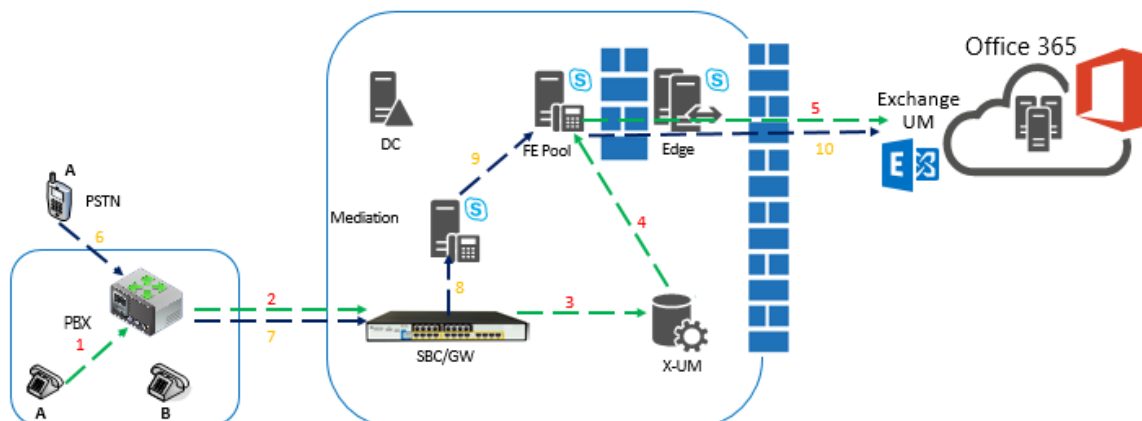 Office 365
Exchange
UM
5
10
E
S
S
S
DC
FE Pool
Edge
9
A
PSTN
Mediation
4
6
8
2
3
7
PBX
1
SBC/GW
X-UM
A
B